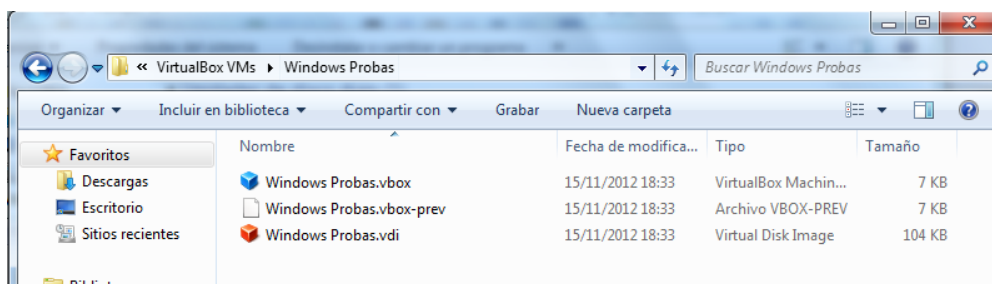 « VirtualBox VMs ▸ Windows Probas Buscar Windows Probas
Organizar Incluir en biblioteca Compartir con Grabar Nueva carpeta
Favoritos
Descargas
Escritorio
Sitios recientes
Nombre Fecha de modifica... Tipo Tamaño
Windows Probas.vbox 15/11/2012 18:33 VirtualBox Machin... 7 KB
Windows Probas.vbox-prev 15/11/2012 18:33 Archivo VBOX-PREV 7 KB
Windows Probas.vdi 15/11/2012 18:33 Virtual Disk Image 104 KB